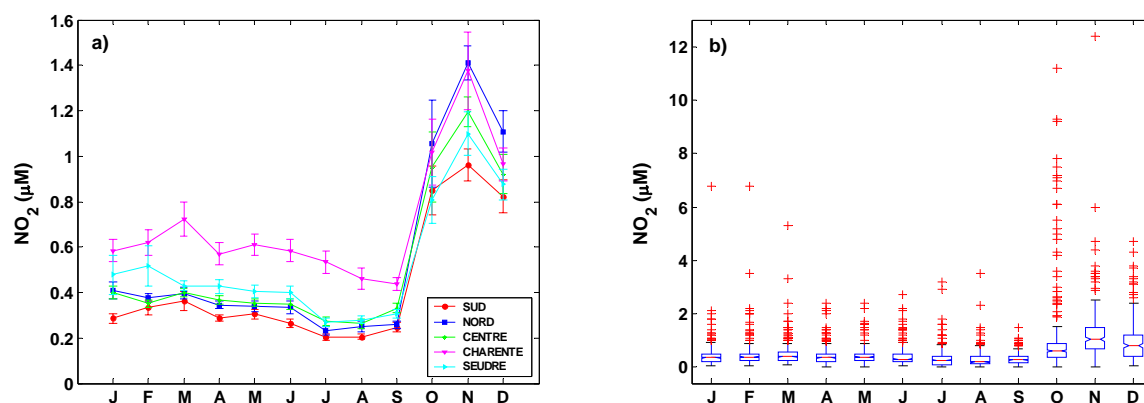 a)
NO2 (µM)
1.6
1.4
1.2
1
0.8
0.6
0.4
0.2
0
J F M A M J J A S O N D
SUD
NORD
CENTRE
CHARENTE
SEUDRE
b)
NO2 (µM)
12
10
8
6
4
2
0
J F M A M J J A S O N D